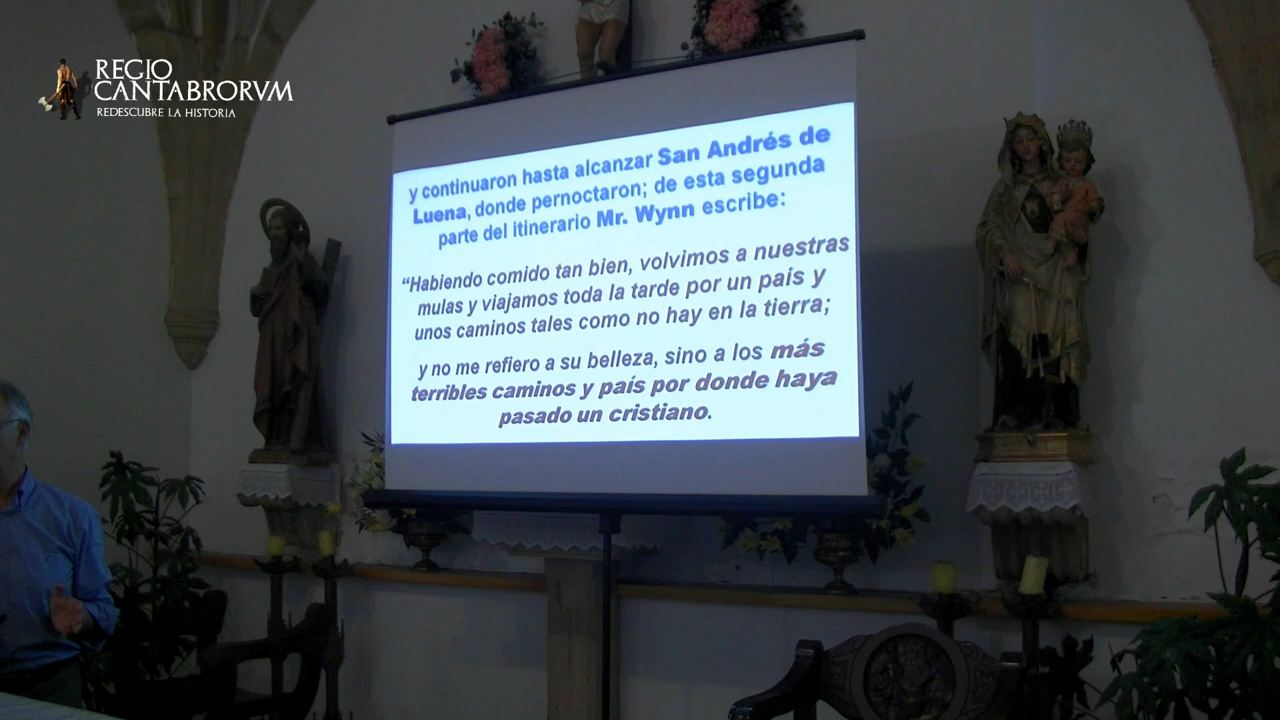 REGIO
CANTABRORVM
REDESCUBRE LA HISTORIA
y continuaron hasta alcanzar San Andrés de
Luena, donde pernoctaron; de esta segunda
parte del itinerario Mr. Wynn escribe:
“Habiendo comido tan bien, volvimos a nuestras
mulas y viajamos toda la tarde por un país y
unos caminos tales como no hay en la tierra;
y no me refiero a su belleza, sino a los más
terribles caminos y país por donde haya
pasado un cristiano.